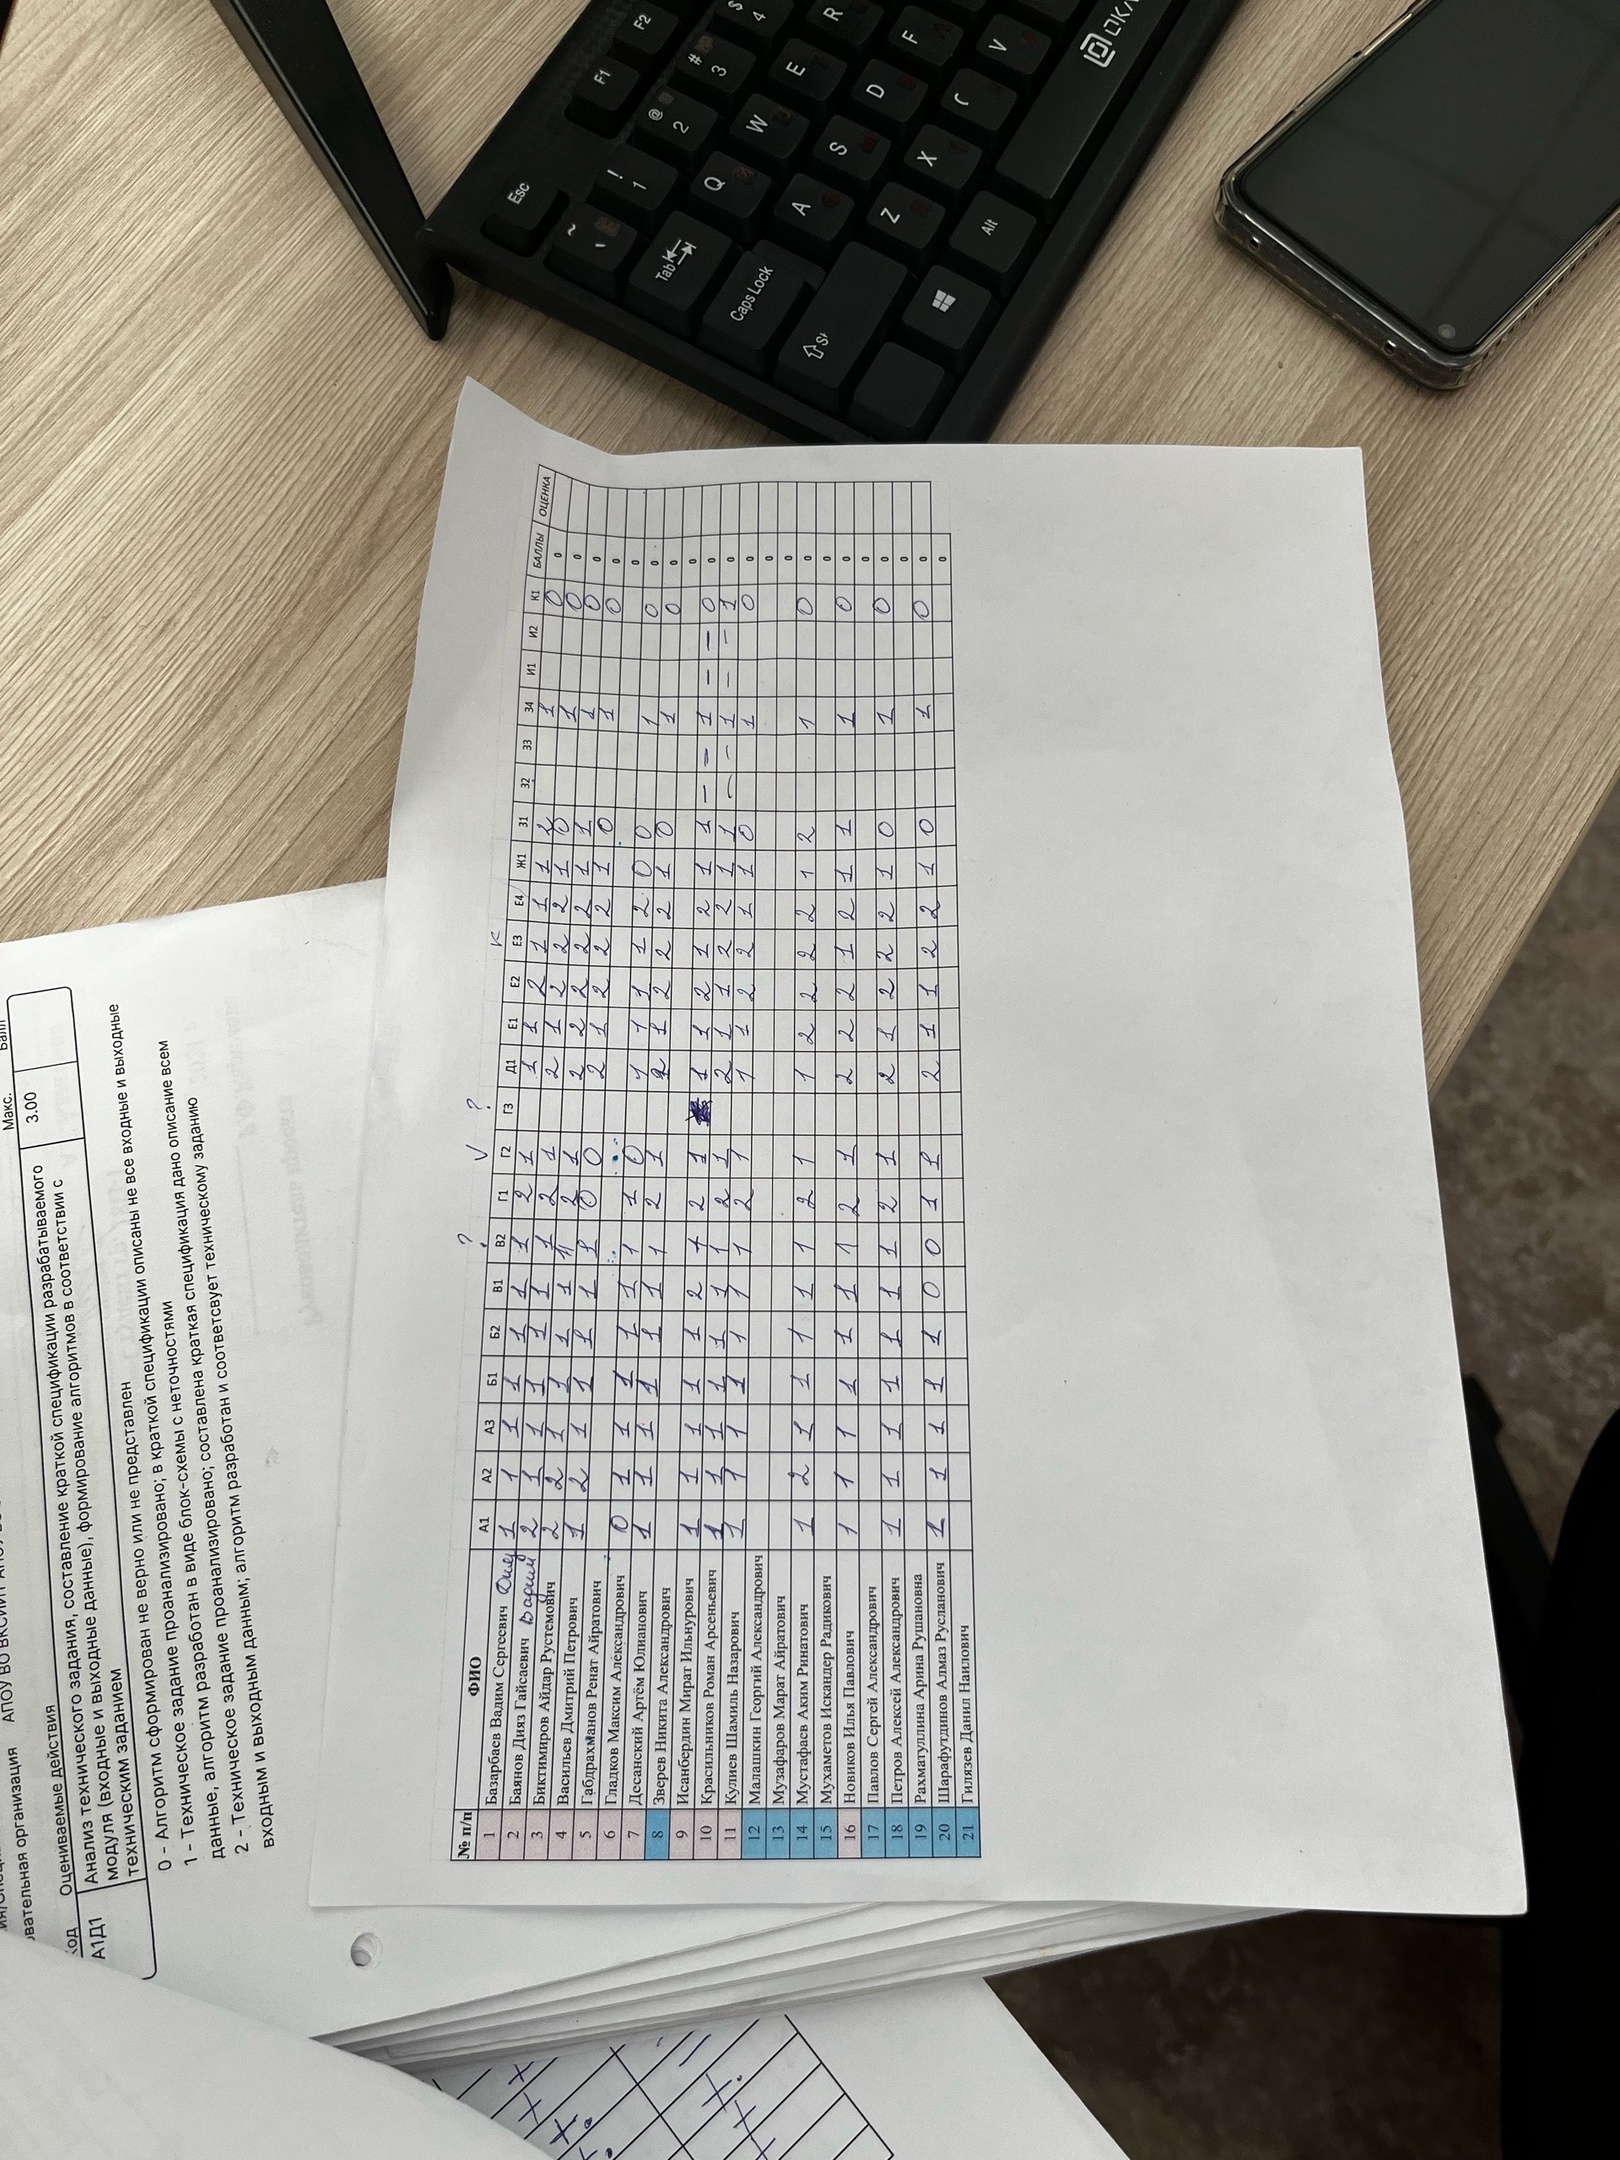 овательная организация АПОУ ВО ВКСИИТ
Код Оцениваемые действия Макс. Балл
А1Д1 Анализ технического задания, составление краткой спецификации разрабатываемого модуля (входные и выходные данные), формирование алгоритмов в соответствии с техническим заданием 3.00
0 - Алгоритм сформирован не верно или не представлен
1 - Техническое задание проанализировано; в краткой спецификации описаны не все входные и выходные
данные, алгоритм разработан в виде блок-схемы с неточностями
2 - Техническое задание проанализировано; составлена краткая спецификация дано описание всем
входным и выходным данным; алгоритм разработан и соответсвует техническому заданию
? √ ? к
№ п/п ФИО А1 А2 А3 Б1 Б2 В1 В2 Г1 Г2 Г3 Д1 Е1 Е2 Е3 Е4 Ж1 З1 З2 З3 З4 И1 И2 К1 БАЛЛЫ ОЦЕНКА
1 Базарбаев Вадим Сергеевич Дияз 1 1 1 1 1 1 1 2 1 1 1 2 1 1 1 2 1 0 0
2 Баянов Дияз Гайсаевич Вадим 2 1 1 1 1 1 1 2 1 2 1 2 2 2 1 0 1 0 0
3 Биктимиров Айдар Рустемович 2 2 1 1 1 1 1 2 1 2 2 2 2 2 1 1 1 0 0
4 Васильев Дмитрий Петрович 1 2 1 1 1 1 1 0 0 2 1 2 2 2 1 0 1 0 0
5 Габдрахманов Ренат Айратович 0
6 Гладков Максим Александрович 0 1 1 1 1 1 1 1 0 1 1 1 1 2 0 0 1 0 0
7 Десанский Артём Юлианович 1 1 1 1 1 1 1 2 1 2 1 2 2 2 1 0 1 0 0
8 Зверев Никита Александрович 0
9 Исанбердин Мират Ильнурович 1 1 1 1 1 2 + 2 1 1 1 2 1 2 1 1 – – 1 – – 0 0
10 Красильников Роман Арсеньевич 1 1 1 1 1 1 1 2 1 2 1 1 2 2 1 1 – – 1 – – 1 0
11 Кулиев Шамиль Назарович 1 1 1 1 1 1 1 2 1 1 1 2 2 1 1 0 1 0 0
12 Малашкин Георгий Александрович 0
13 Музафаров Марат Айратович 0
14 Мустафаев Аким Ринатович 1 2 1 1 1 1 1 2 1 1 2 2 2 2 1 2 1 0 0
15 Мухаметов Искандер Радикович 0
16 Новиков Илья Павлович 1 1 1 1 1 1 1 2 1 2 2 2 1 2 1 1 1 0 0
17 Павлов Сергей Александрович 0
18 Петров Алексей Александрович 1 1 1 1 1 1 1 2 1 2 1 2 2 2 1 0 1 0 0
19 Рахматуллина Арина Рушановна 0
20 Шарафутдинов Алмаз Русланович 1 1 1 1 1 0 0 1 1 2 1 1 2 2 1 0 1 0 0
21 Гилязев Данил Наилович
Esc
F1 F2
~ ` ! 1 @ 2 # 3 $ 4
Tab Q W E R
Caps Lock A S D F
Z X C V
Alt